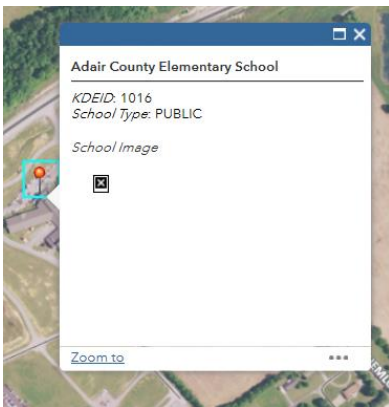 Adair County Elementary School
KDEID: 1016
School Type: PUBLIC
School Image
Zoom to